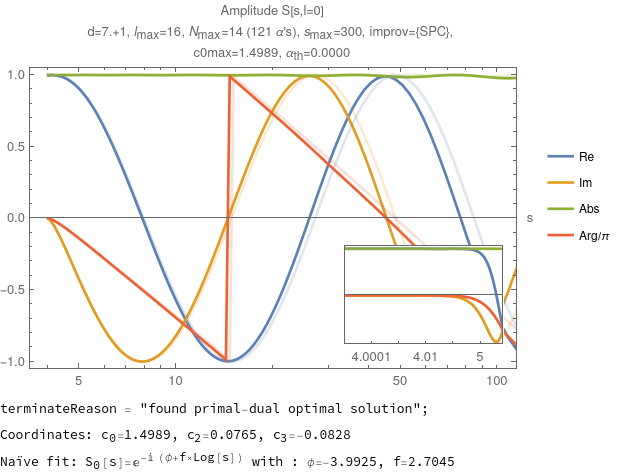 Amplitude S[s,l=0]
d=7.+1, lmax=16, Nmax=14 (121 α's), smax=300, improv={SPC},
c0max=1.4989, αth=0.0000
1.0
0.5
0.0
−0.5
−1.0
5
10
50
100
s
4.0001
4.01
5
Re
Im
Abs
Arg/π
terminateReason = "found primal-dual optimal solution";
Coordinates: c0=1.4989, c2=0.0765, c3=-0.0828
Naïve fit: S0[s]=e^-i (ϕ+f×Log[s]) with : ϕ=-3.9925, f=2.7045